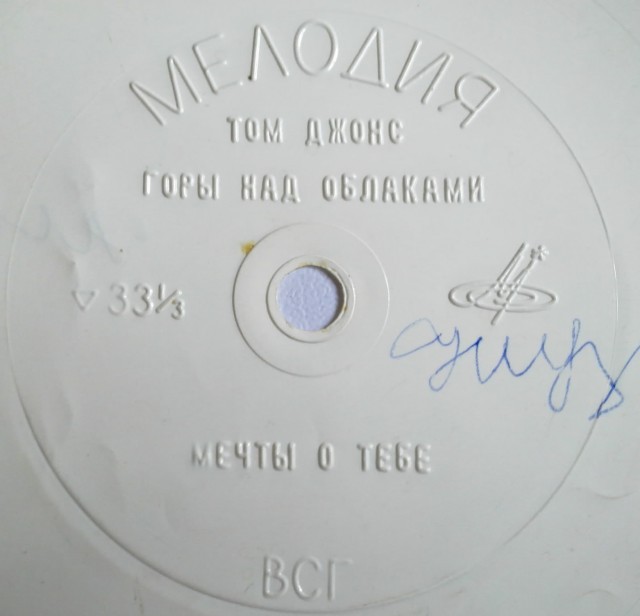 МЕЛОДИЯ
ТОМ ДЖОНС
ГОРЫ НАД ОБЛАКАМИ
▽ 33⅓
МЕЧТЫ О ТЕБЕ
ВСГ